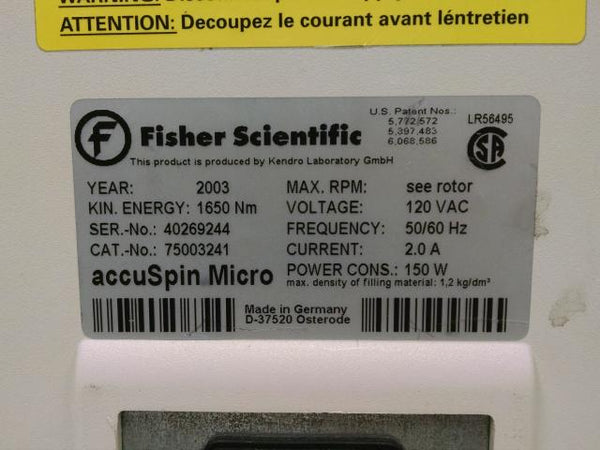 WARNING:
ATTENTION: Decoupez le courant avant léntretien
Fisher Scientific
This product is produced by Kendro Laboratory GmbH
U.S. Patent Nos.:
5,772,572
5,397,483
6,068,586
LR56495
YEAR: 2003
KIN. ENERGY: 1650 Nm
SER.-No.: 40269244
CAT.-No.: 75003241
accuSpin Micro
MAX. RPM: see rotor
VOLTAGE: 120 VAC
FREQUENCY: 50/60 Hz
CURRENT: 2.0 A
POWER CONS.: 150 W
max. density of filling material: 1,2 kg/dm³
Made in Germany
D-37520 Osterode